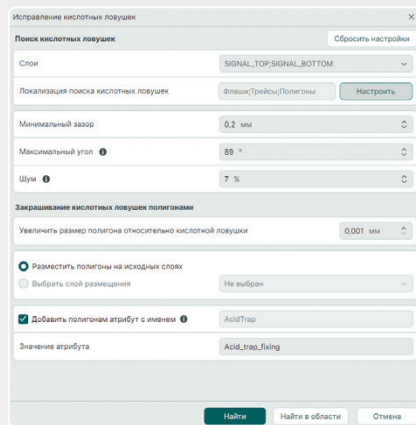 Исправление кислотных ловушек
Поиск кислотных ловушек Сбросить настройки
Слои SIGNAL_TOP;SIGNAL_BOTTOM
Локализация поиска кислотных ловушек Флеши;Трейсы;Полигоны Настроить
Минимальный зазор 0,2 мм
Максимальный угол 89 °
Шум 7 %
Закрашивание кислотных ловушек полигонами
Увеличить размер полигона относительно кислотной ловушки 0,001 мм
Разместить полигоны на исходных слоях
Выбрать слой размещения Не выбран
Добавить полигонам атрибут с именем AcidTrap
Значение атрибута Acid_trap_fixing
Найти Найти в области Отмена